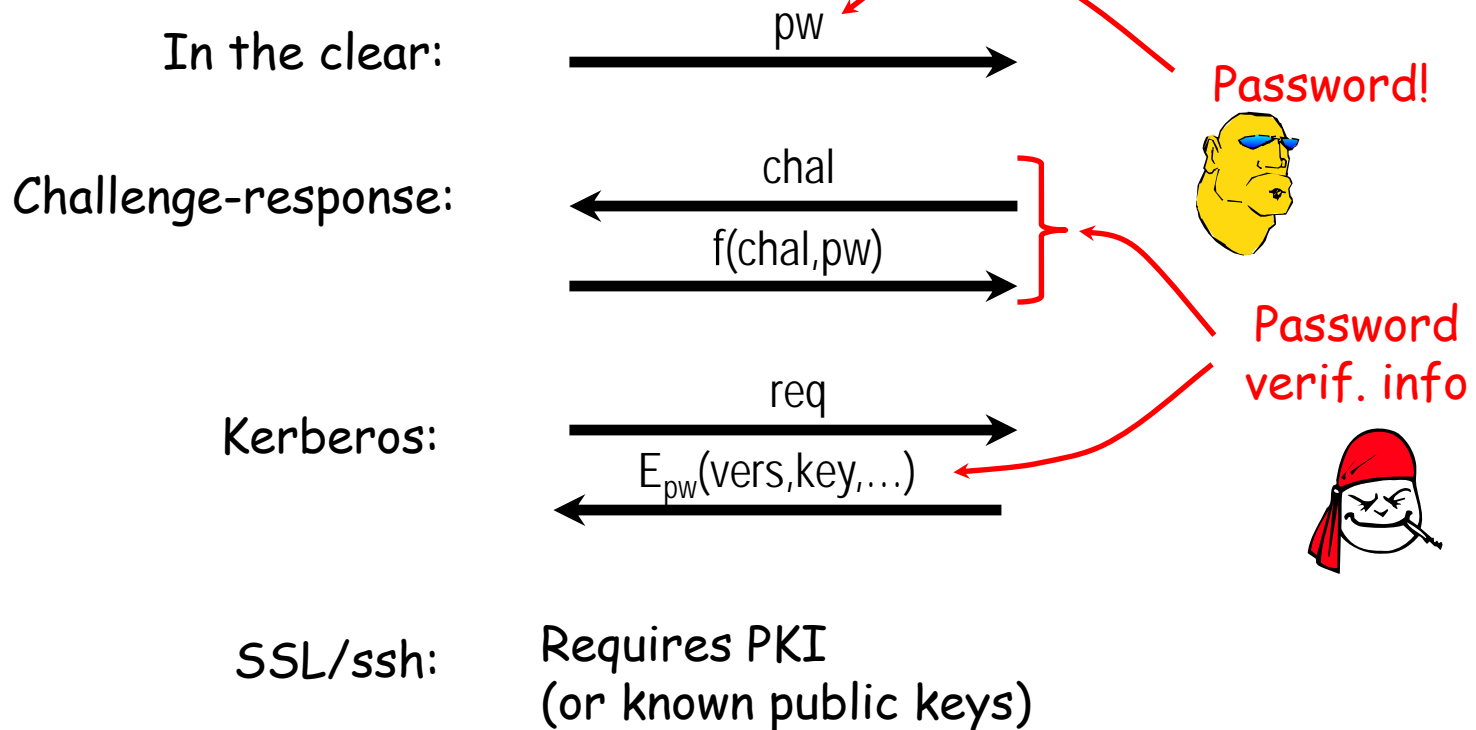 In the clear:
pw
Password!
Challenge-response:
chal
f(chal,pw)
Password
verif. info
Kerberos:
req
E_pw(vers,key,...)
SSL/ssh:
Requires PKI
(or known public keys)